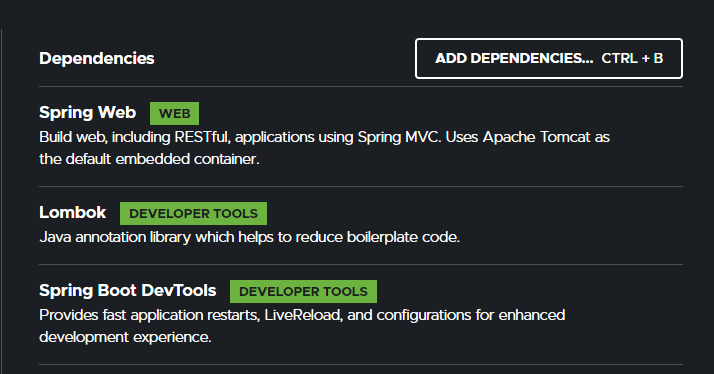 Dependencies
ADD DEPENDENCIES... CTRL + B
Spring Web WEB
Build web, including RESTful, applications using Spring MVC. Uses Apache Tomcat as
the default embedded container.
Lombok DEVELOPER TOOLS
Java annotation library which helps to reduce boilerplate code.
Spring Boot DevTools DEVELOPER TOOLS
Provides fast application restarts, LiveReload, and configurations for enhanced
development experience.